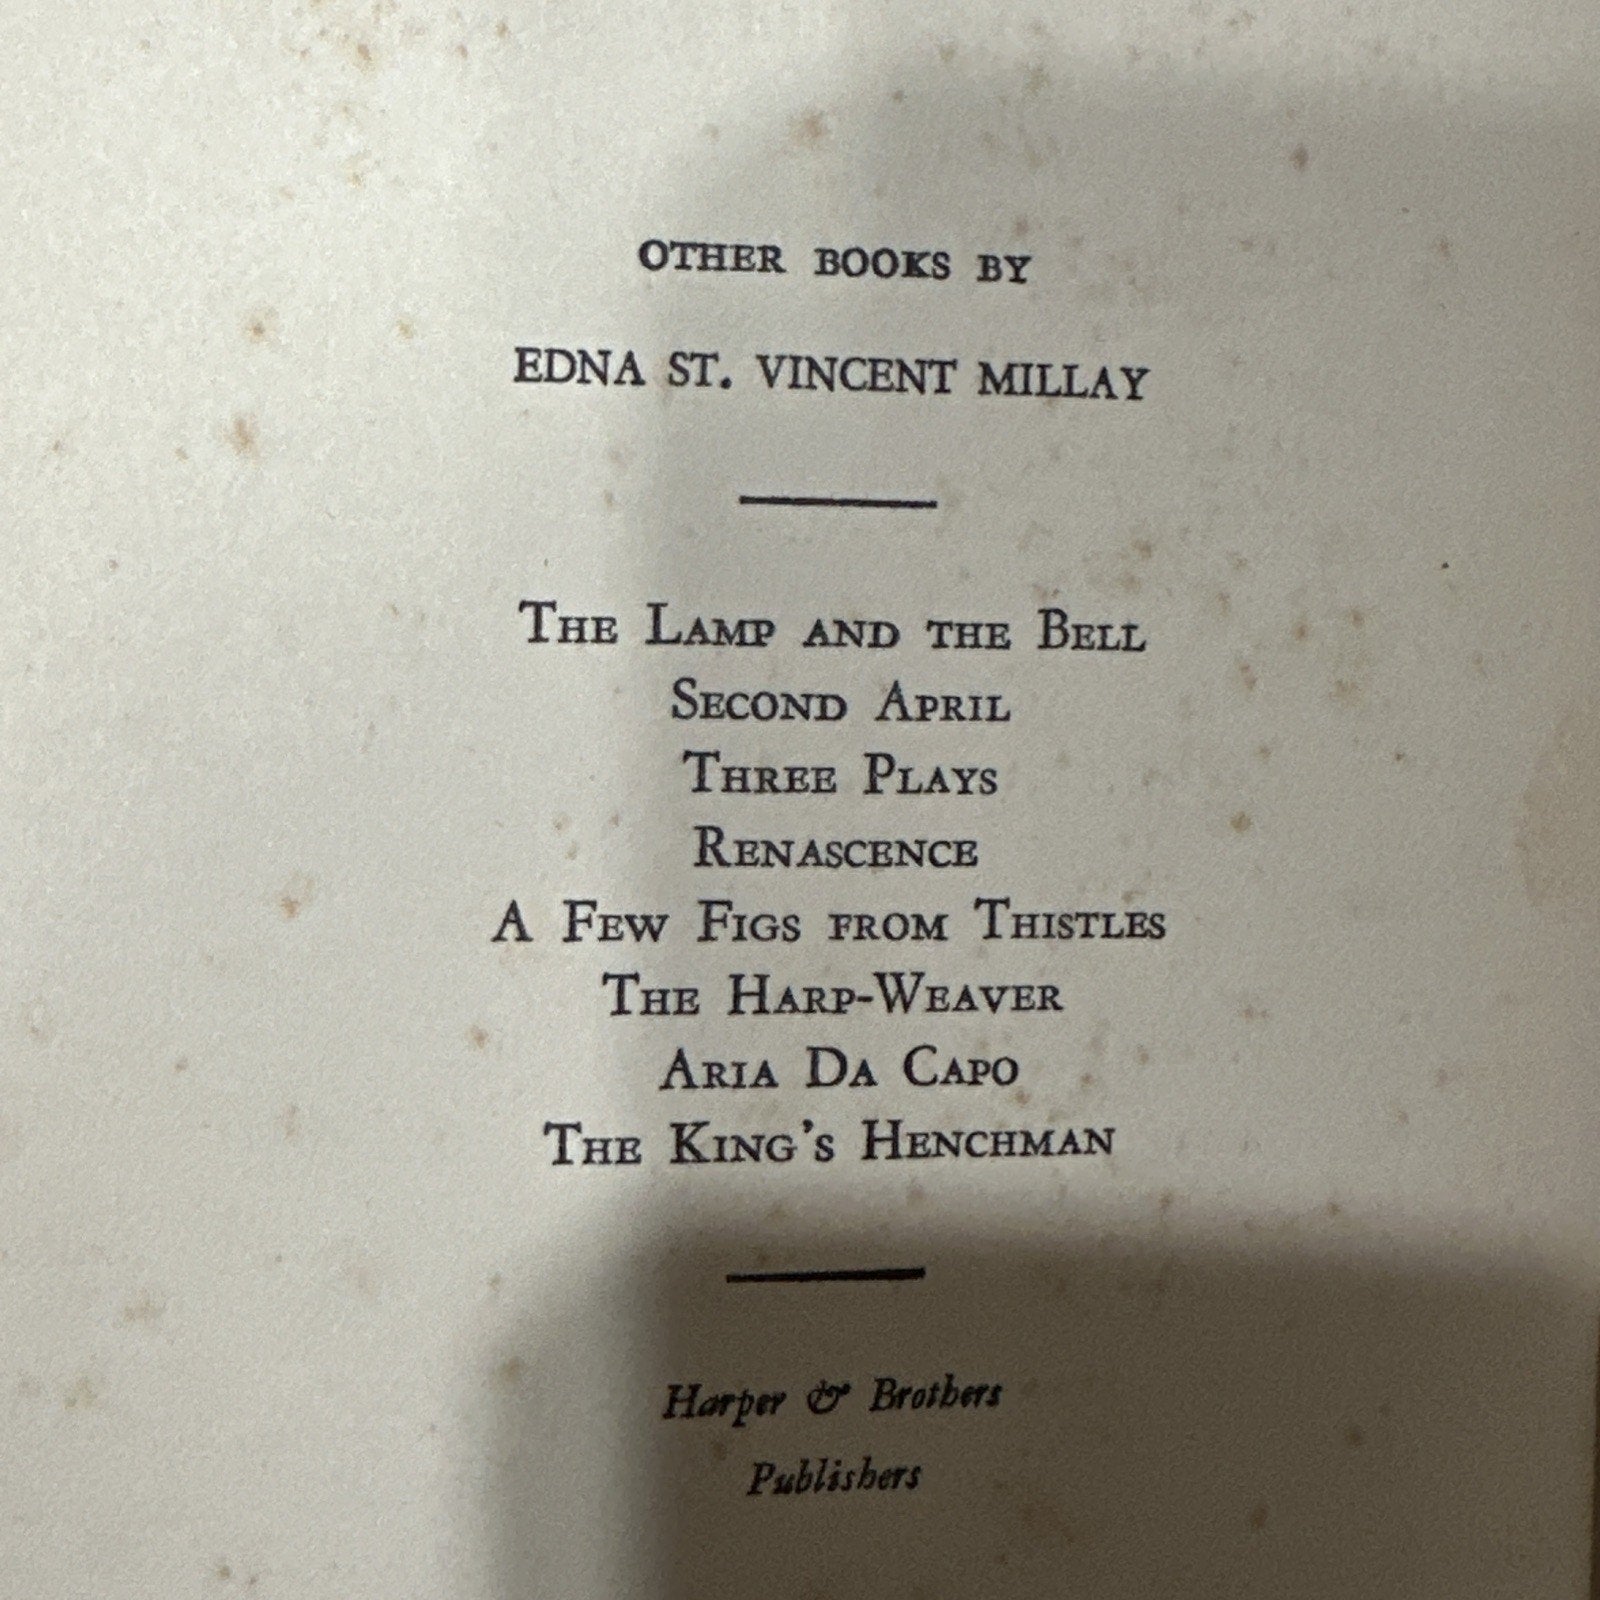 OTHER BOOKS BY
EDNA ST. VINCENT MILLAY
THE LAMP AND THE BELL
SECOND APRIL
THREE PLAYS
RENASCENCE
A FEW FIGS FROM THISTLES
THE HARP-WEAVER
ARIA DA CAPO
THE KING'S HENCHMAN
Harper & Brothers
Publishers